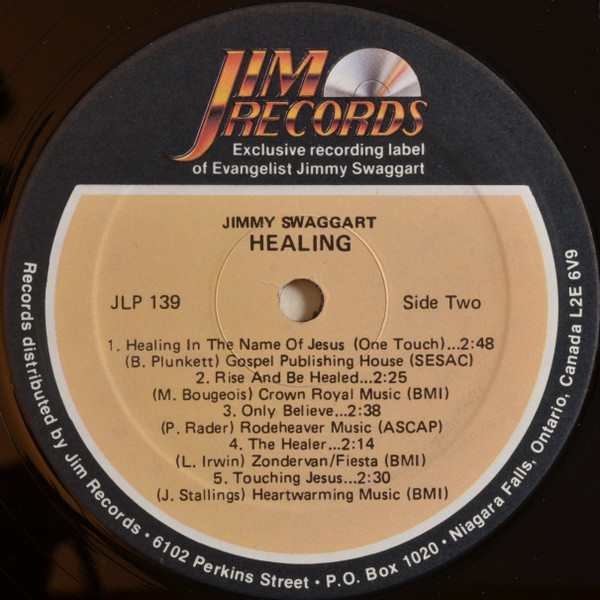 JIM
RECORDS
Exclusive recording label
of Evangelist Jimmy Swaggart
JIMMY SWAGGART
HEALING
JLP 139
Side Two
1. Healing In The Name Of Jesus (One Touch)...2:48
(B. Plunkett) Gospel Publishing House (SESAC)
2. Rise And Be Healed...2:25
(M. Bougeois) Crown Royal Music (BMI)
3. Only Believe...2:38
(P. Rader) Rodeheaver Music (ASCAP)
4. The Healer...2:14
(L. Irwin) Zondervan/Fiesta (BMI)
5. Touching Jesus...2:30
(J. Stallings) Heartwarming Music (BMI)
Records distributed by Jim Records • 6102 Perkins Street • P.O. Box 1020 • Niagara Falls, Ontario, Canada L2E 6V9